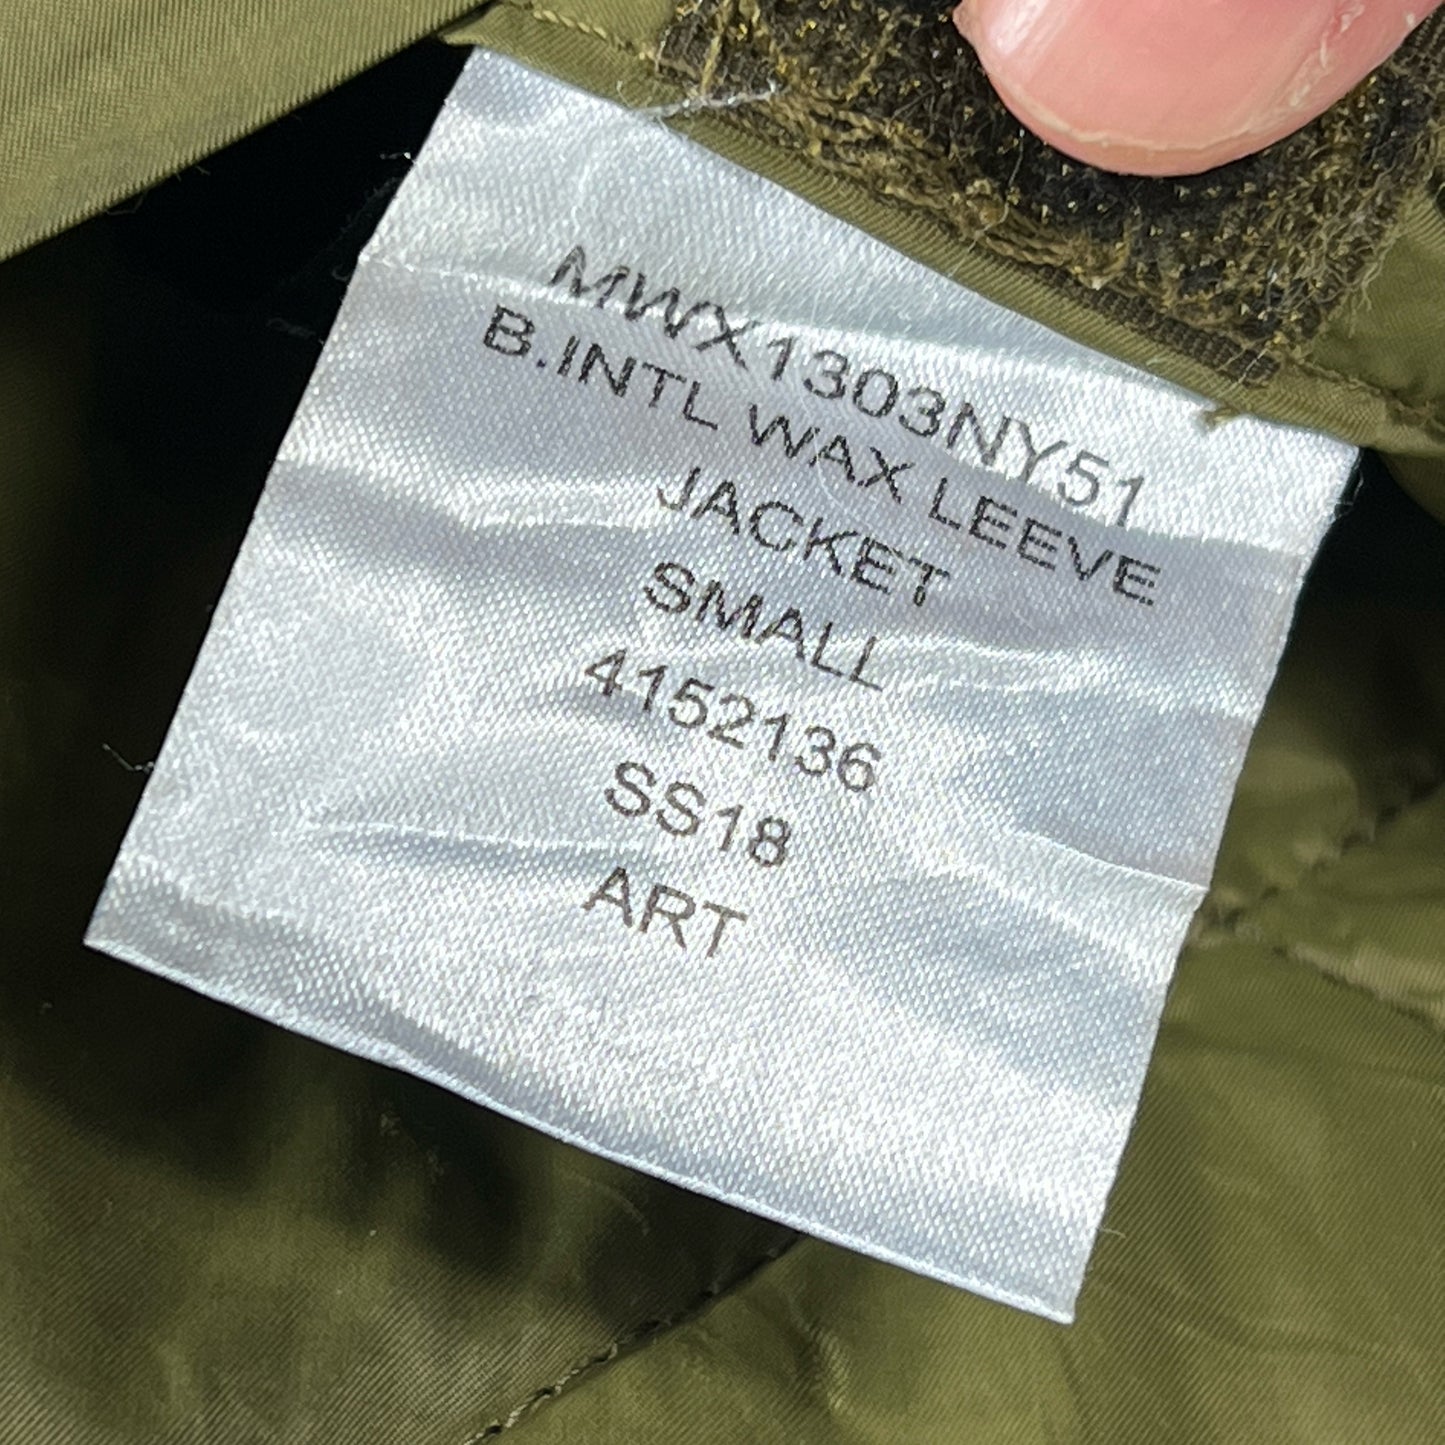 MWX1303NY51
B.INTL WAX LEEVE
JACKET
SMALL
4152136
SS18
ART